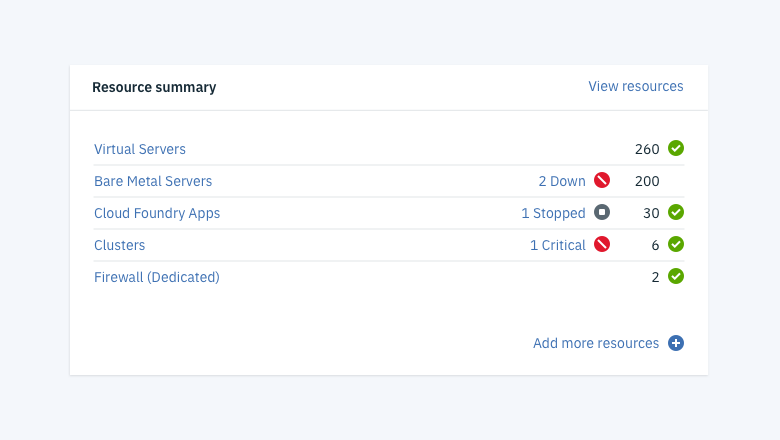 Resource summary View resources
Virtual Servers 260
Bare Metal Servers 2 Down 200
Cloud Foundry Apps 1 Stopped 30
Clusters 1 Critical 6
Firewall (Dedicated) 2
Add more resources